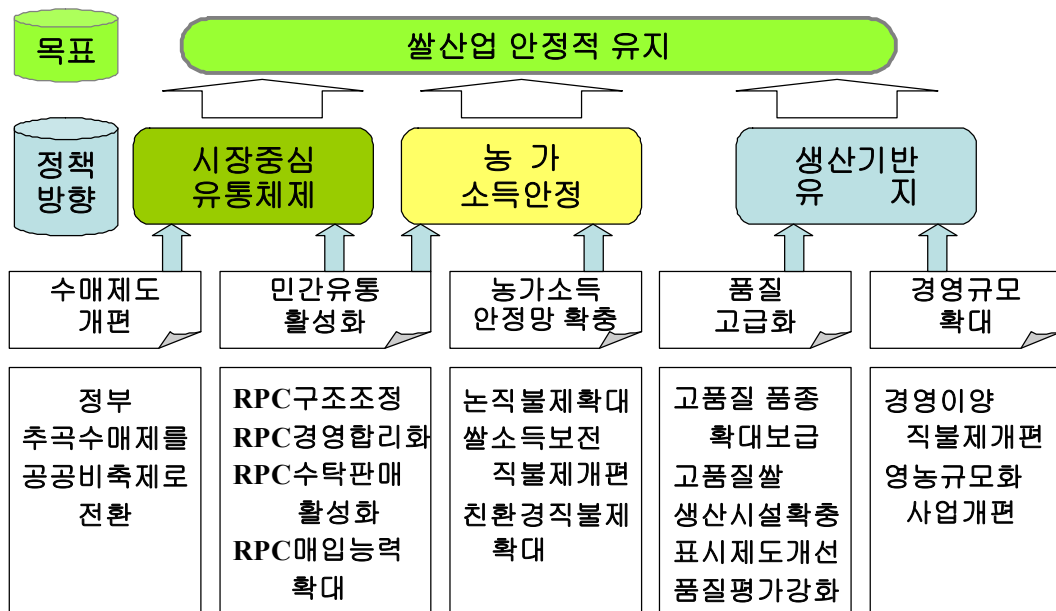 목표
쌀산업 안정적 유지
정책
방향
시장중심
유통체제
농 가
소득안정
생산기반
유 지
수매제도
개편
민간유통
활성화
농가소득
안정망 확충
품질
고급화
경영규모
확대
정부
추곡수매제를
공공비축제로
전환
RPC구조조정
RPC경영합리화
RPC수탁판매
활성화
RPC매입능력
확대
논직불제확대
쌀소득보전
직불제개편
친환경직불제
확대
고품질 품종
확대보급
고품질쌀
생산시설확충
표시제도개선
품질평가강화
경영이양
직불제개편
영농규모화
사업개편